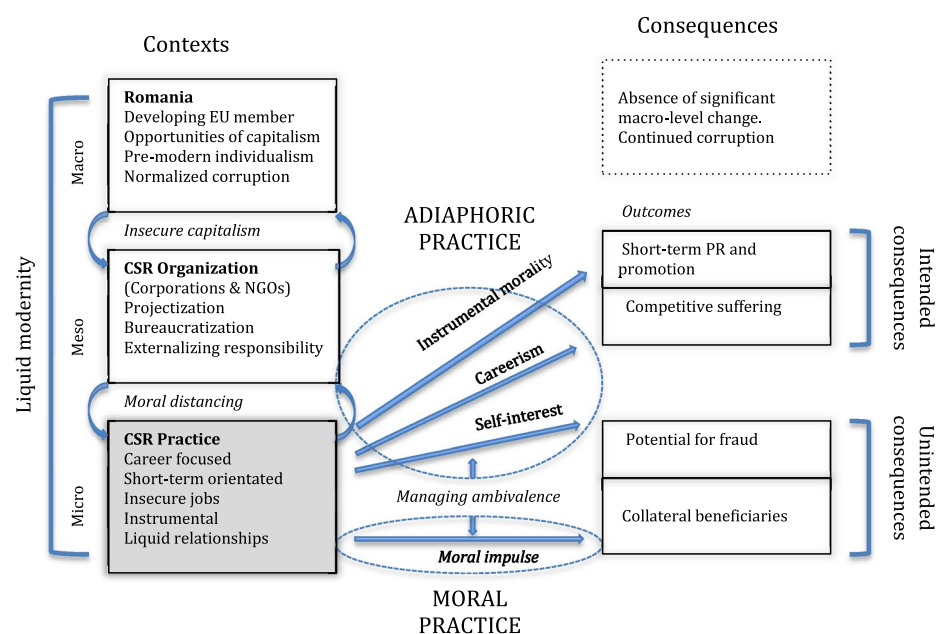 Contexts
Consequences
Liquid modernity
Macro
Romania
Developing EU member
Opportunities of capitalism
Pre-modern individualism
Normalized corruption
Insecure capitalism
Meso
CSR Organization
(Corporations & NGOs)
Projectization
Bureaucratization
Externalizing responsibility
Moral distancing
Micro
CSR Practice
Career focused
Short-term orientated
Insecure jobs
Instrumental
Liquid relationships
ADIAPHORIC
PRACTICE
Instrumental morality
Careerism
Self-interest
Managing ambivalence
Moral impulse
MORAL
PRACTICE
Absence of significant
macro-level change.
Continued corruption
Outcomes
Short-term PR and
promotion
Competitive suffering
Intended
consequences
Potential for fraud
Collateral beneficiaries
Unintended
consequences